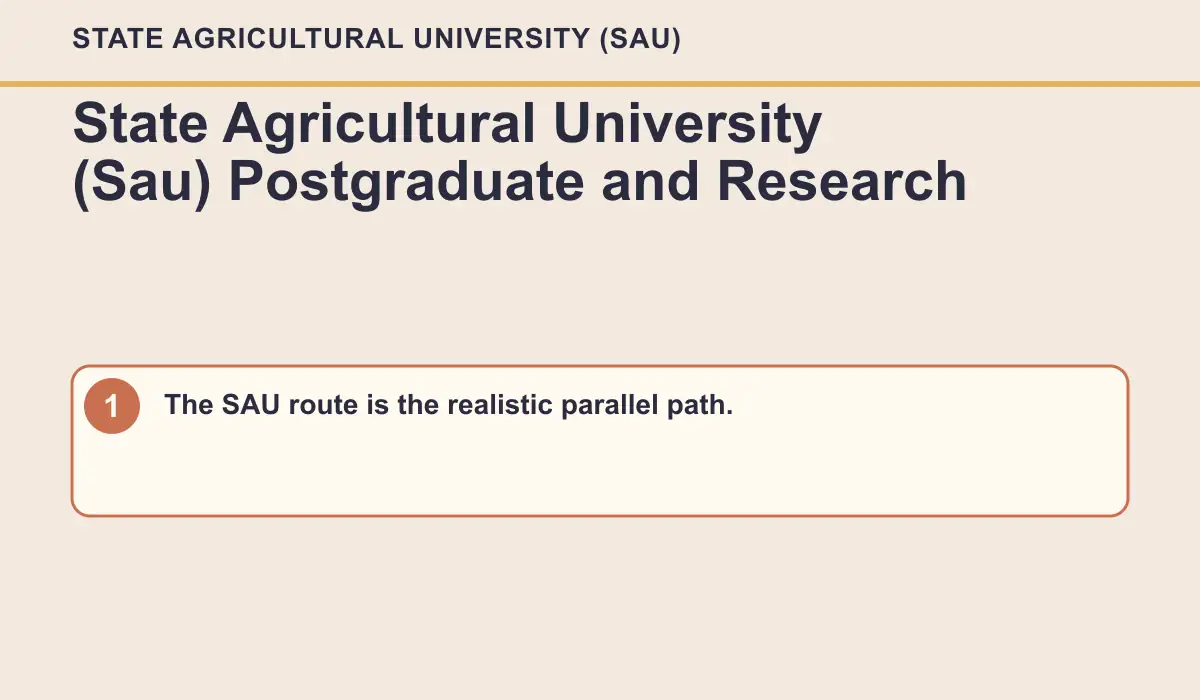 STATE AGRICULTURAL UNIVERSITY (SAU)
State Agricultural University
(Sau) Postgraduate and Research
1 The SAU route is the realistic parallel path.